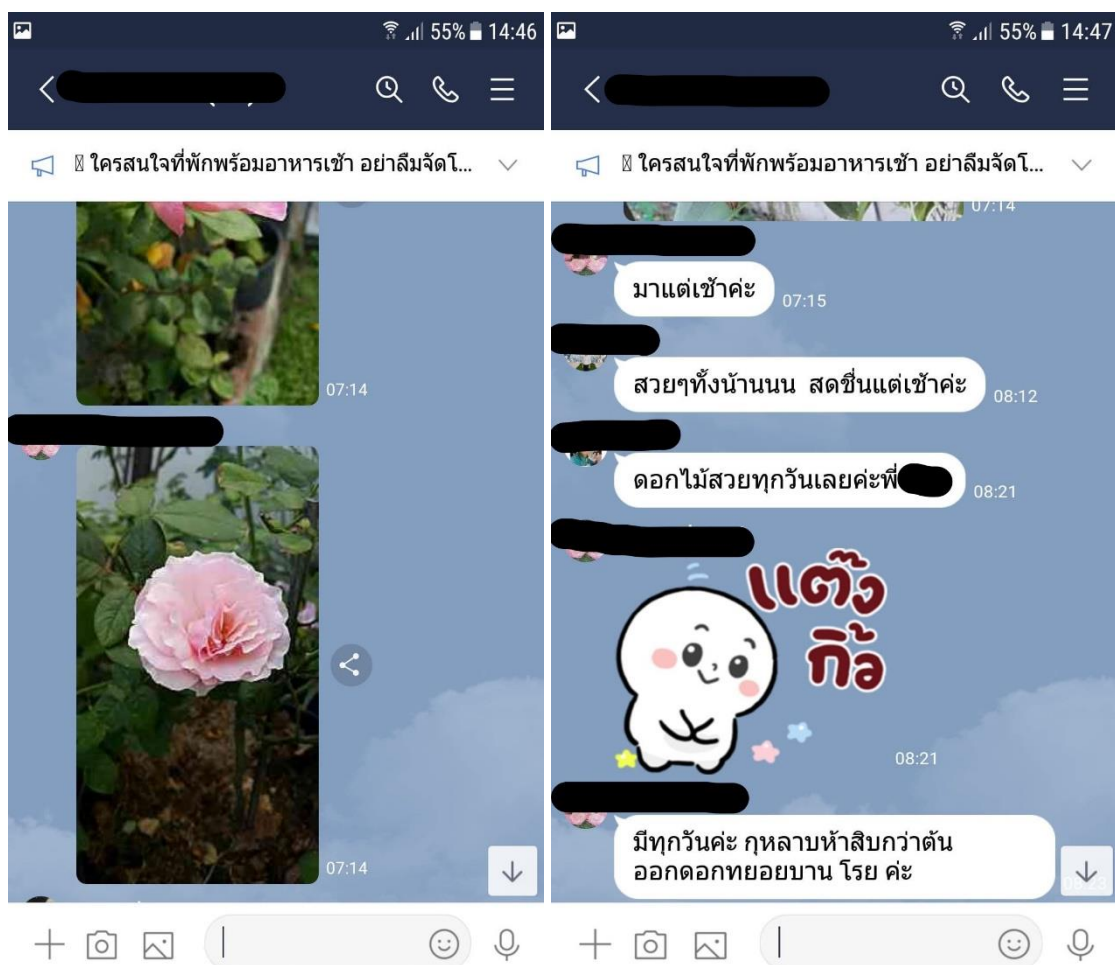 55% 14:46
ใครสนใจที่พักพร้อมอาหารเช้า อย่าลืมจัดโ...
07:14
07:14
55% 14:47
ใครสนใจที่พักพร้อมอาหารเช้า อย่าลืมจัดโ...
07:14
มาแต่เช้าค่ะ 07:15
สวยๆทั้งน้านนน สดชื่นแต่เช้าค่ะ 08:12
ดอกไม้สวยทุกวันเลยค่ะพี่ 08:21
แต๊ง
กิ้ว
08:21
มีทุกวันค่ะ กุหลาบห้าสิบกว่าต้น
ออกดอกทยอยบาน โรย ค่ะ
08:23